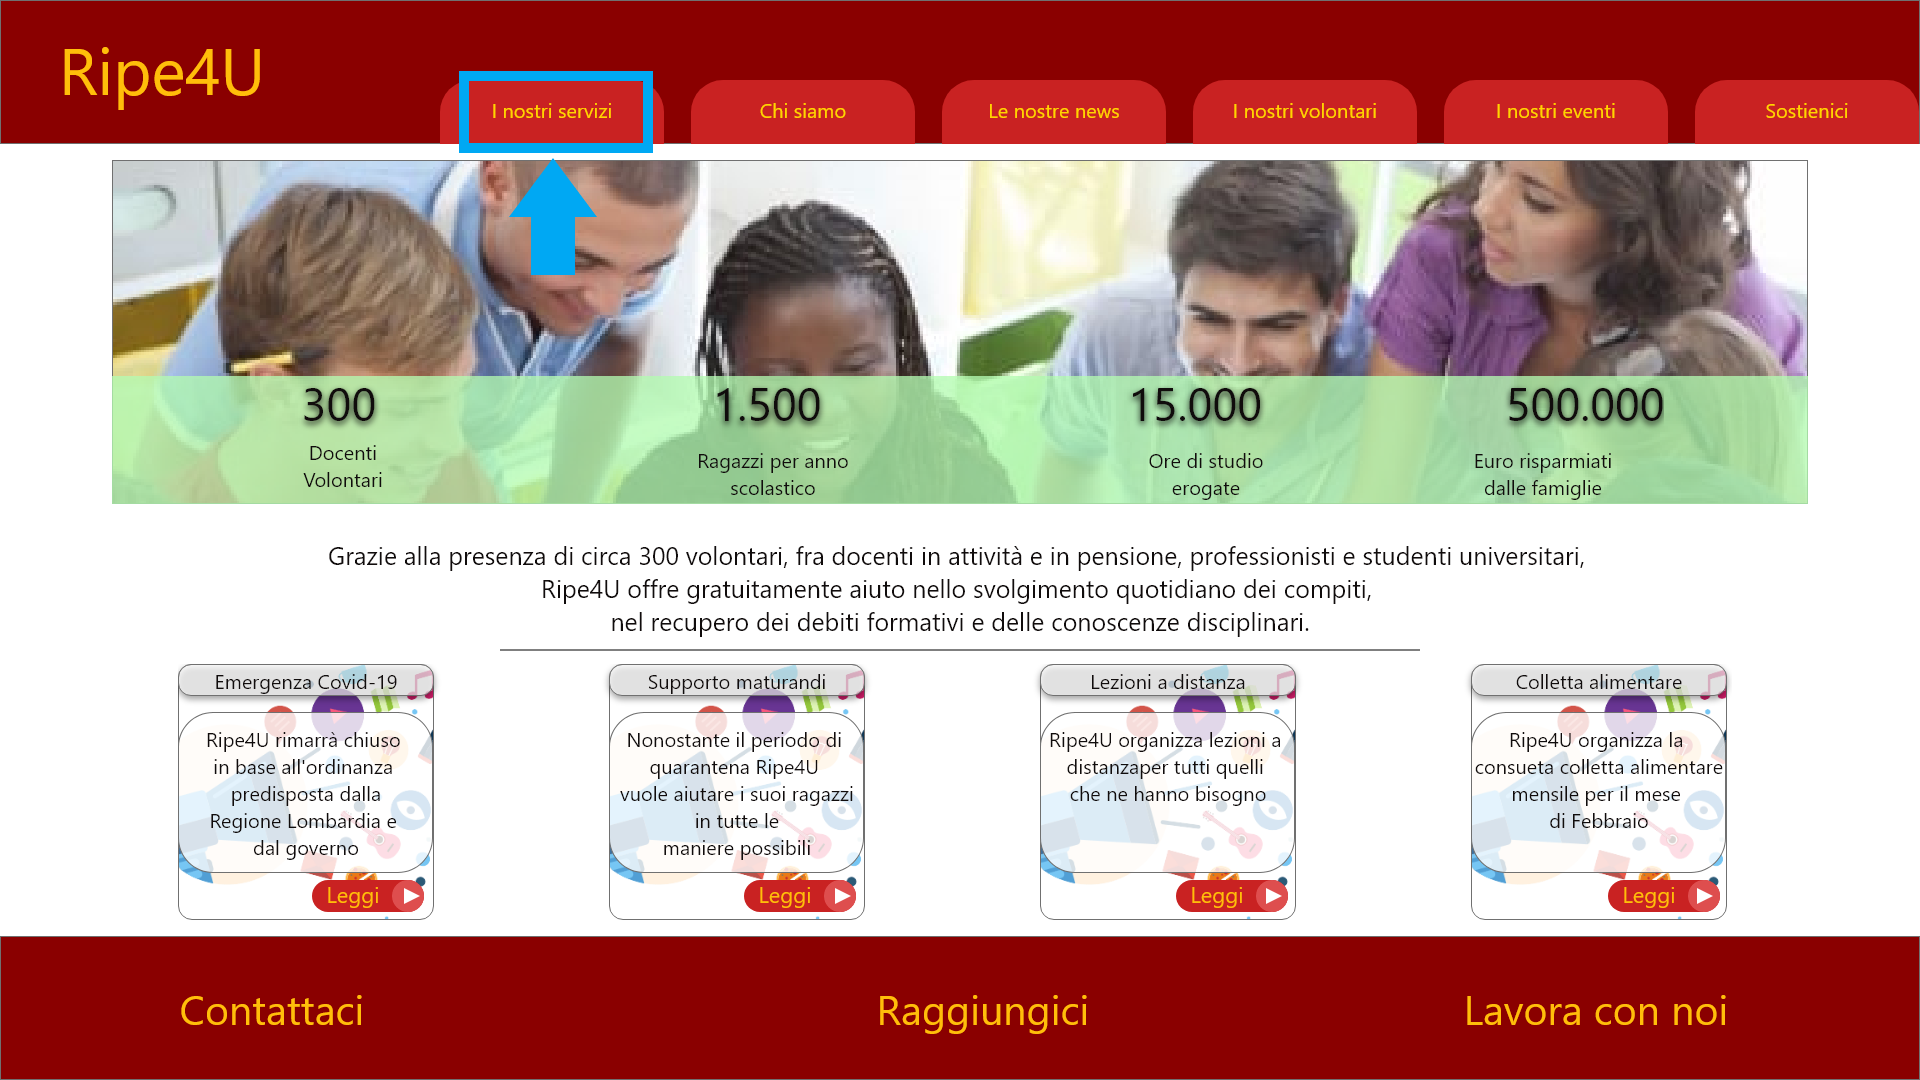 Ripe4U
I nostri servizi
Chi siamo
Le nostre news
I nostri volontari
I nostri eventi
Sostienici
300
Docenti
Volontari
1.500
Ragazzi per anno
scolastico
15.000
Ore di studio
erogate
500.000
Euro risparmiati
dalle famiglie
Grazie alla presenza di circa 300 volontari, fra docenti in attività e in pensione, professionisti e studenti universitari,
Ripe4U offre gratuitamente aiuto nello svolgimento quotidiano dei compiti,
nel recupero dei debiti formativi e delle conoscenze disciplinari.
Emergenza Covid-19
Ripe4U rimarrà chiuso
in base all'ordinanza
predisposta dalla
Regione Lombardia e
dal governo
Leggi
Supporto maturandi
Nonostante il periodo di
quarantena Ripe4U
vuole aiutare i suoi ragazzi
in tutte le
maniere possibili
Leggi
Lezioni a distanza
Ripe4U organizza lezioni a
distanzaper tutti quelli
che ne hanno bisogno
Leggi
Colletta alimentare
Ripe4U organizza la
consueta colletta alimentare
mensile per il mese
di Febbraio
Leggi
Contattaci
Raggiungici
Lavora con noi